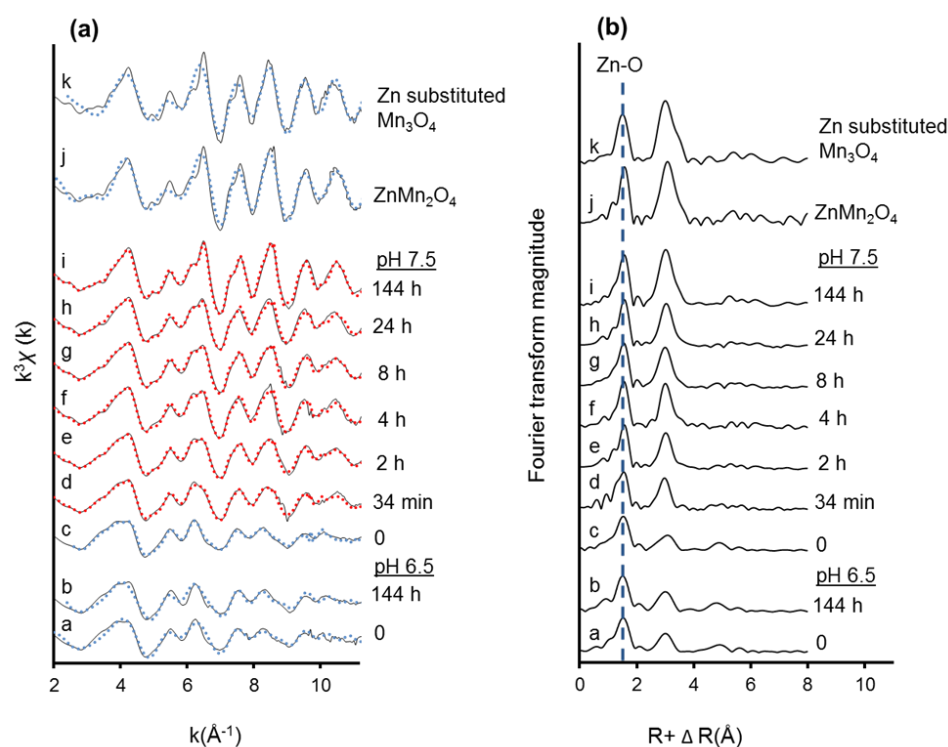 (a)
k
Zn substituted
Mn₃O₄
j
ZnMn₂O₄
i
pH 7.5
144 h
h
24 h
g
8 h
f
4 h
e
2 h
d
34 min
c
0
pH 6.5
b
144 h
a
0
k³χ (k)
2 4 6 8 10
k(Å⁻¹)
(b)
Zn-O
k
Zn substituted
Mn₃O₄
j
ZnMn₂O₄
i
pH 7.5
144 h
h
24 h
g
8 h
f
4 h
e
2 h
d
34 min
c
0
pH 6.5
b
144 h
a
0
Fourier transform magnitude
0 2 4 6 8 10
R+ Δ R(Å)